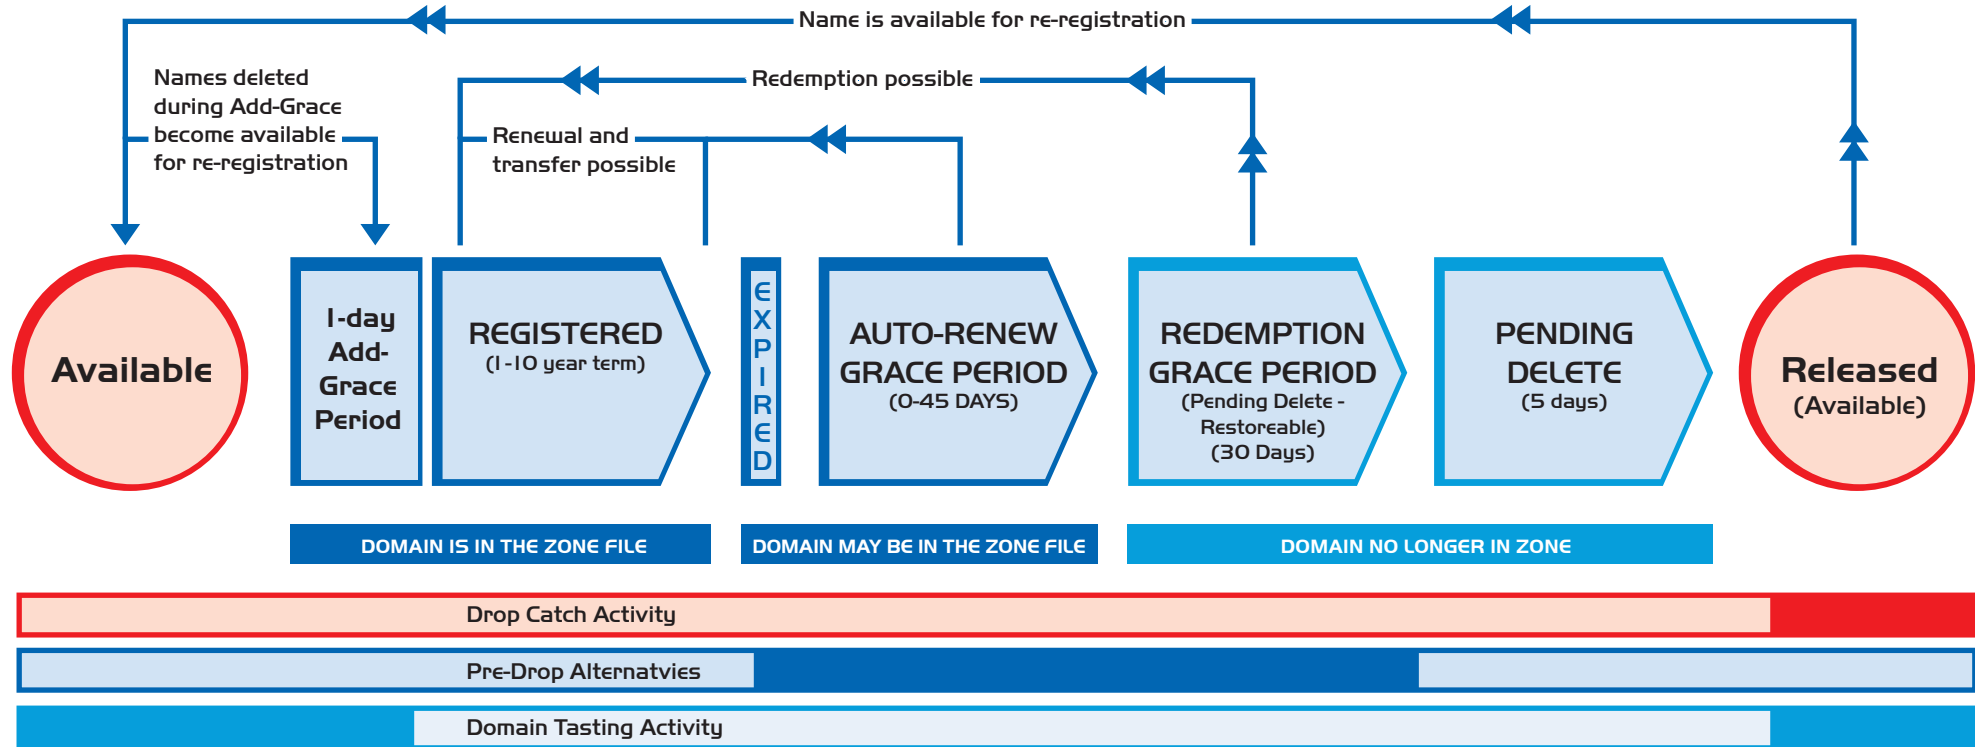 Name is available for re-registration
Names deleted
during Add-Grace
become available
for re-registration
Redemption possible
Renewal and
transfer possible
Available
1-day
Add-
Grace
Period
REGISTERED
(1-10 year term)
EXPIRED
AUTO-RENEW
GRACE PERIOD
(0-45 DAYS)
REDEMPTION
GRACE PERIOD
(Pending Delete -
Restoreable)
(30 Days)
PENDING
DELETE
(5 days)
Released
(Available)
DOMAIN IS IN THE ZONE FILE
DOMAIN MAY BE IN THE ZONE FILE
DOMAIN NO LONGER IN ZONE
Drop Catch Activity
Pre-Drop Alternatvies
Domain Tasting Activity